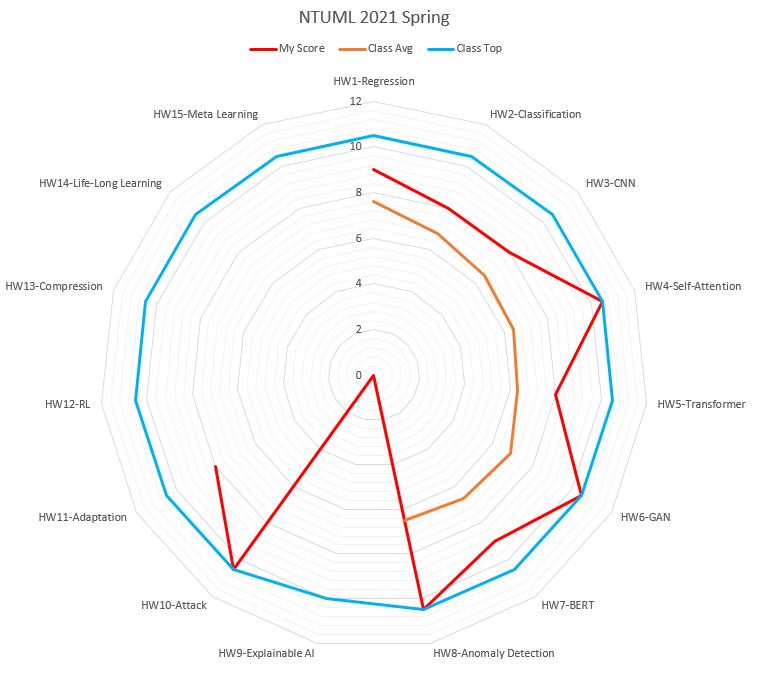 NTUML 2021 Spring
My Score
Class Avg
Class Top
HW1-Regression
HW2-Classification
HW3-CNN
HW4-Self-Attention
HW5-Transformer
HW6-GAN
HW7-BERT
HW8-Anomaly Detection
HW9-Explainable AI
HW10-Attack
HW11-Adaptation
HW12-RL
HW13-Compression
HW14-Life-Long Learning
HW15-Meta Learning
12
10
8
6
4
2
0